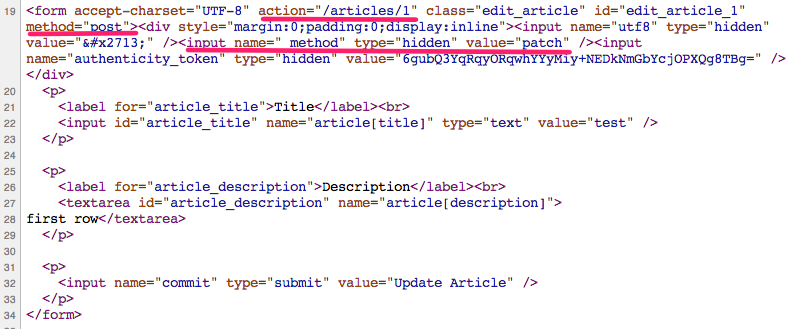 19 <form accept-charset="UTF-8" action="/articles/1" class="edit_article" id="edit_article_1"
method="post"><div style="margin:0;padding:0;display:inline"><input name="utf8" type="hidden"
value="&#x2713;" /><input name="_method" type="hidden" value="patch" /><input
name="authenticity_token" type="hidden" value="6gubQ3YqRqyORqwhYYyMiy+NEDkNmGbYcjOPXQg8TBg=" />
</div>
20 <p>
21 <label for="article_title">Title</label><br>
22 <input id="article_title" name="article[title]" type="text" value="test" />
23 </p>
24
25 <p>
26 <label for="article_description">Description</label><br>
27 <textarea id="article_description" name="article[description]">
28 first row</textarea>
29 </p>
30
31 <p>
32 <input name="commit" type="submit" value="Update Article" />
33 </p>
34 </form>